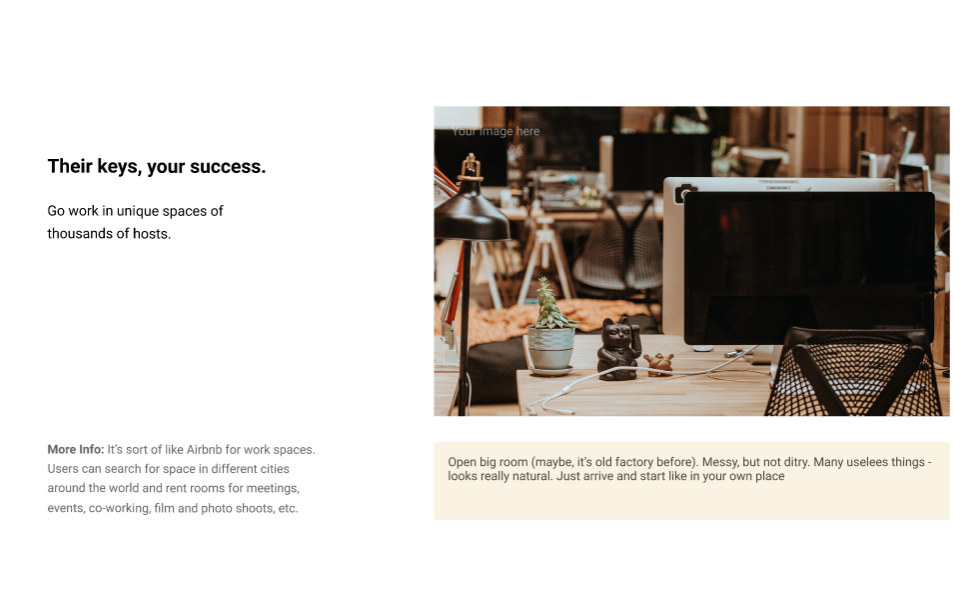 Their keys, your success.
Go work in unique spaces of
thousands of hosts.
More Info: It's sort of like Airbnb for work spaces.
Users can search for space in different cities
around the world and rent rooms for meetings,
events, co-working, film and photo shoots, etc.
Your image here
Open big room (maybe, it's old factory before). Messy, but not ditry. Many uselees things -
looks really natural. Just arrive and start like in your own place